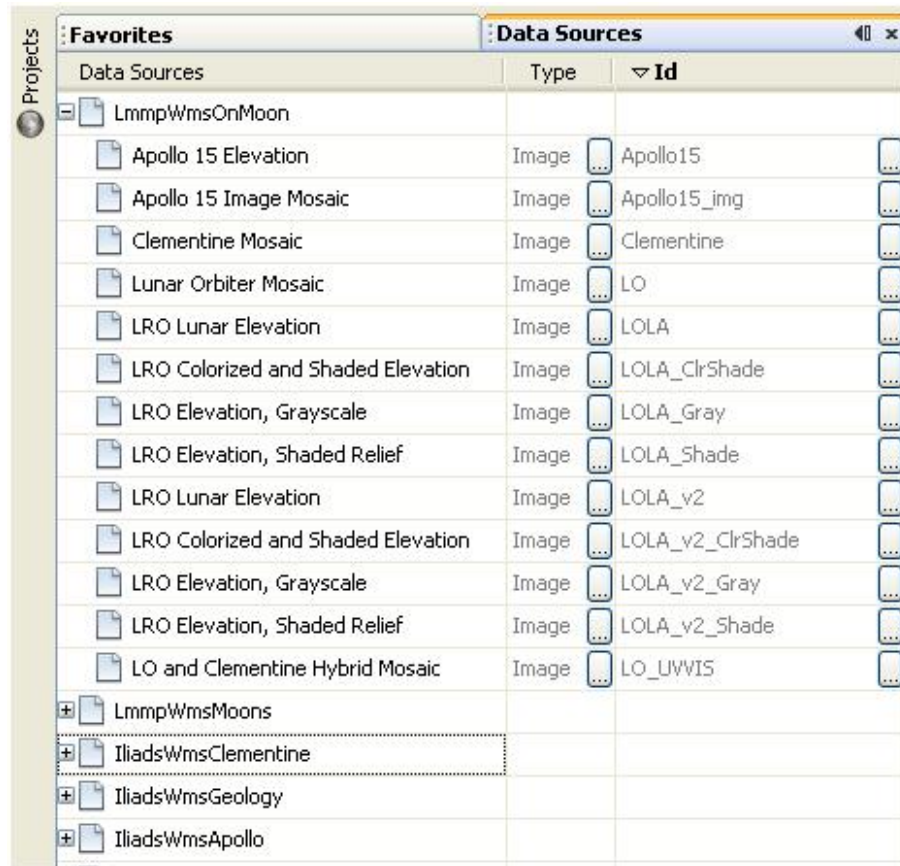 Projects
Favorites Data Sources
Data Sources Type Id
LmmpWmsOnMoon
Apollo 15 Elevation Image ... Apollo15 ...
Apollo 15 Image Mosaic Image ... Apollo15_img ...
Clementine Mosaic Image ... Clementine ...
Lunar Orbiter Mosaic Image ... LO ...
LRO Lunar Elevation Image ... LOLA ...
LRO Colorized and Shaded Elevation Image ... LOLA_ClrShade ...
LRO Elevation, Grayscale Image ... LOLA_Gray ...
LRO Elevation, Shaded Relief Image ... LOLA_Shade ...
LRO Lunar Elevation Image ... LOLA_v2 ...
LRO Colorized and Shaded Elevation Image ... LOLA_v2_ClrShade ...
LRO Elevation, Grayscale Image ... LOLA_v2_Gray ...
LRO Elevation, Shaded Relief Image ... LOLA_v2_Shade ...
LO and Clementine Hybrid Mosaic Image ... LO_UVVIS ...
LmmpWmsMoons
IliadsWmsClementine
IliadsWmsGeology
IliadsWmsApollo